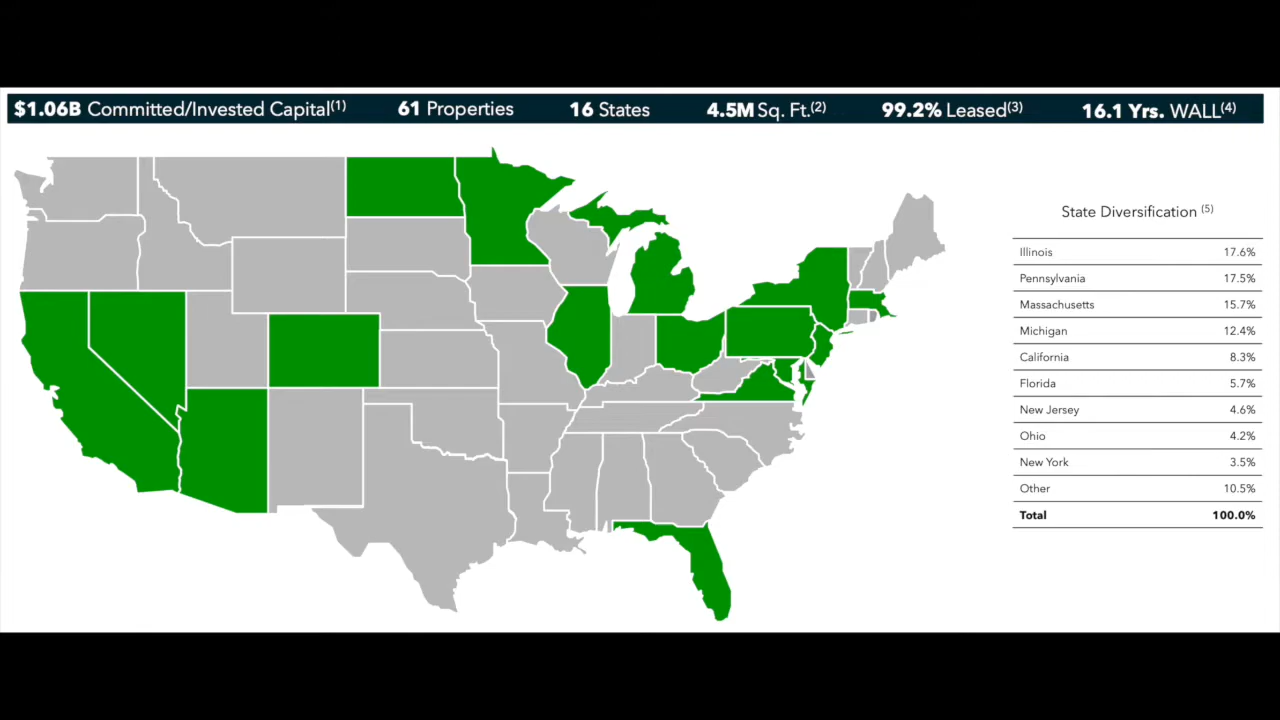 $1.06B Committed/Invested Capital(1) 61 Properties 16 States 4.5M Sq. Ft.(2) 99.2% Leased(3) 16.1 Yrs. WALL(4)
State Diversification (5)
Illinois 17.6%
Pennsylvania 17.5%
Massachusetts 15.7%
Michigan 12.4%
California 8.3%
Florida 5.7%
New Jersey 4.6%
Ohio 4.2%
New York 3.5%
Other 10.5%
Total 100.0%